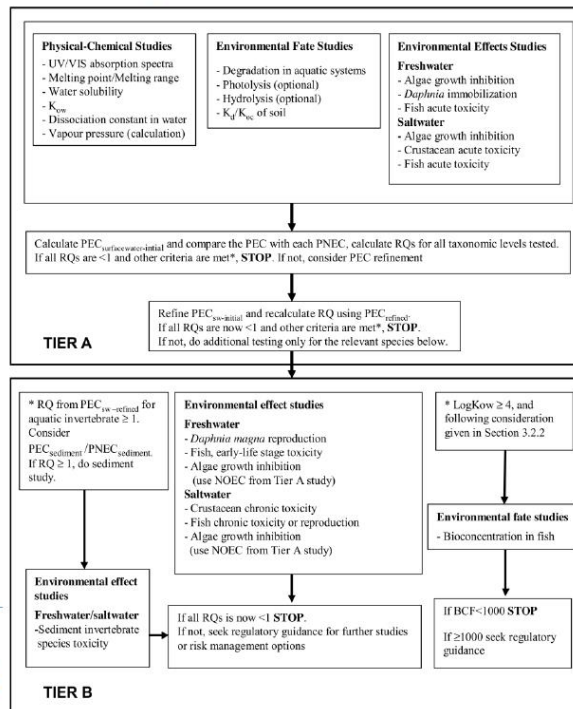 Physical-Chemical Studies
- UV/VIS absorption spectra
- Melting point/Melting range
- Water solubility
- Kow
- Dissociation constant in water
- Vapour pressure (calculation)
Environmental Fate Studies
- Degradation in aquatic systems
- Photolysis (optional)
- Hydrolysis (optional)
- Kd/Koc of soil
Environmental Effects Studies
Freshwater
- Algae growth inhibition
- Daphnia immobilization
- Fish acute toxicity
Saltwater
- Algae growth inhibition
- Crustacean acute toxicity
- Fish acute toxicity
Calculate PECsurfacewater-intial and compare the PEC with each PNEC, calculate RQs for all taxonomic levels tested.
If all RQs are <1 and other criteria are met*, STOP. If not, consider PEC refinement
Refine PECsw-initial and recalculate RQ using PECrefined.
If all RQs are now <1 and other criteria are met*, STOP.
If not, do additional testing only for the relevant species below.
TIER A
* RQ from PECsw-refined for
aquatic invertebrate ≥ 1.
Consider
PECsediment/PNECsediment.
If RQ ≥ 1, do sediment
study.
Environmental effect studies
Freshwater
- Daphnia magna reproduction
- Fish, early-life stage toxicity
- Algae growth inhibition
(use NOEC from Tier A study)
Saltwater
- Crustacean chronic toxicity
- Fish chronic toxicity or reproduction
- Algae growth inhibition
(use NOEC from Tier A study)
* LogKow ≥ 4, and
following consideration
given in Section 3.2.2
Environmental fate studies
- Bioconcentration in fish
Environmental effect
studies
Freshwater/saltwater
-Sediment invertebrate
species toxicity
If all RQs is now <1 STOP.
If not, seek regulatory guidance for further studies
or risk management options
If BCF<1000 STOP
If ≥1000 seek regulatory
guidance
TIER B